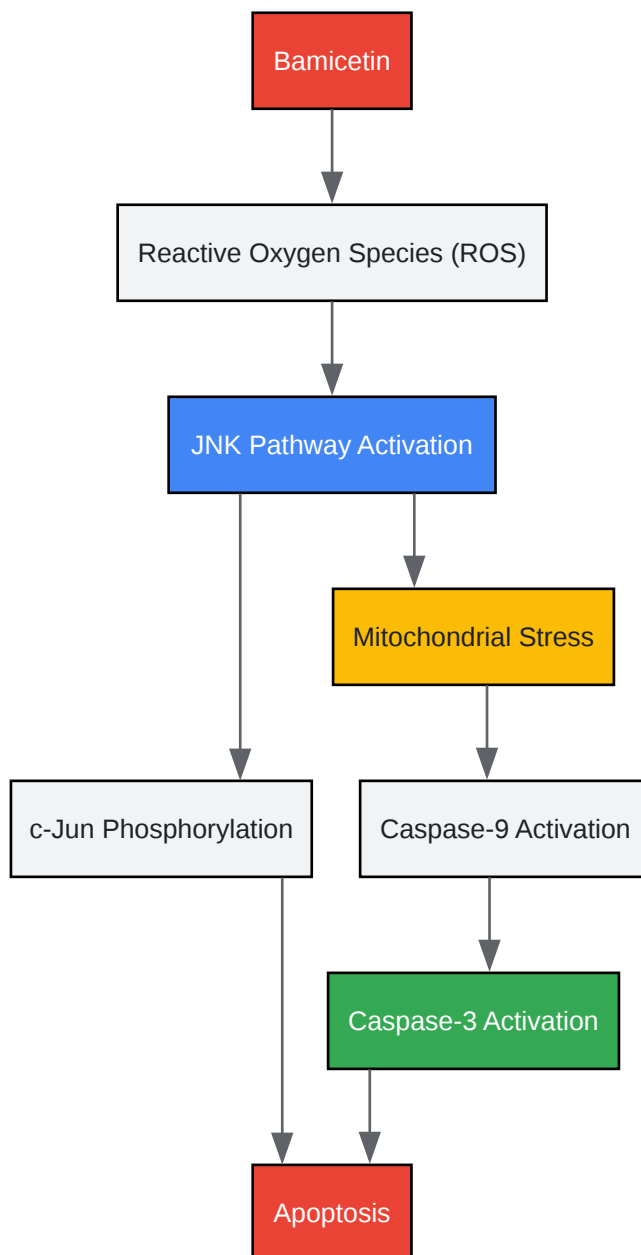 Bamicetin
Reactive Oxygen Species (ROS)
JNK Pathway Activation
Mitochondrial Stress
c-Jun Phosphorylation
Caspase-9 Activation
Caspase-3 Activation
Apoptosis